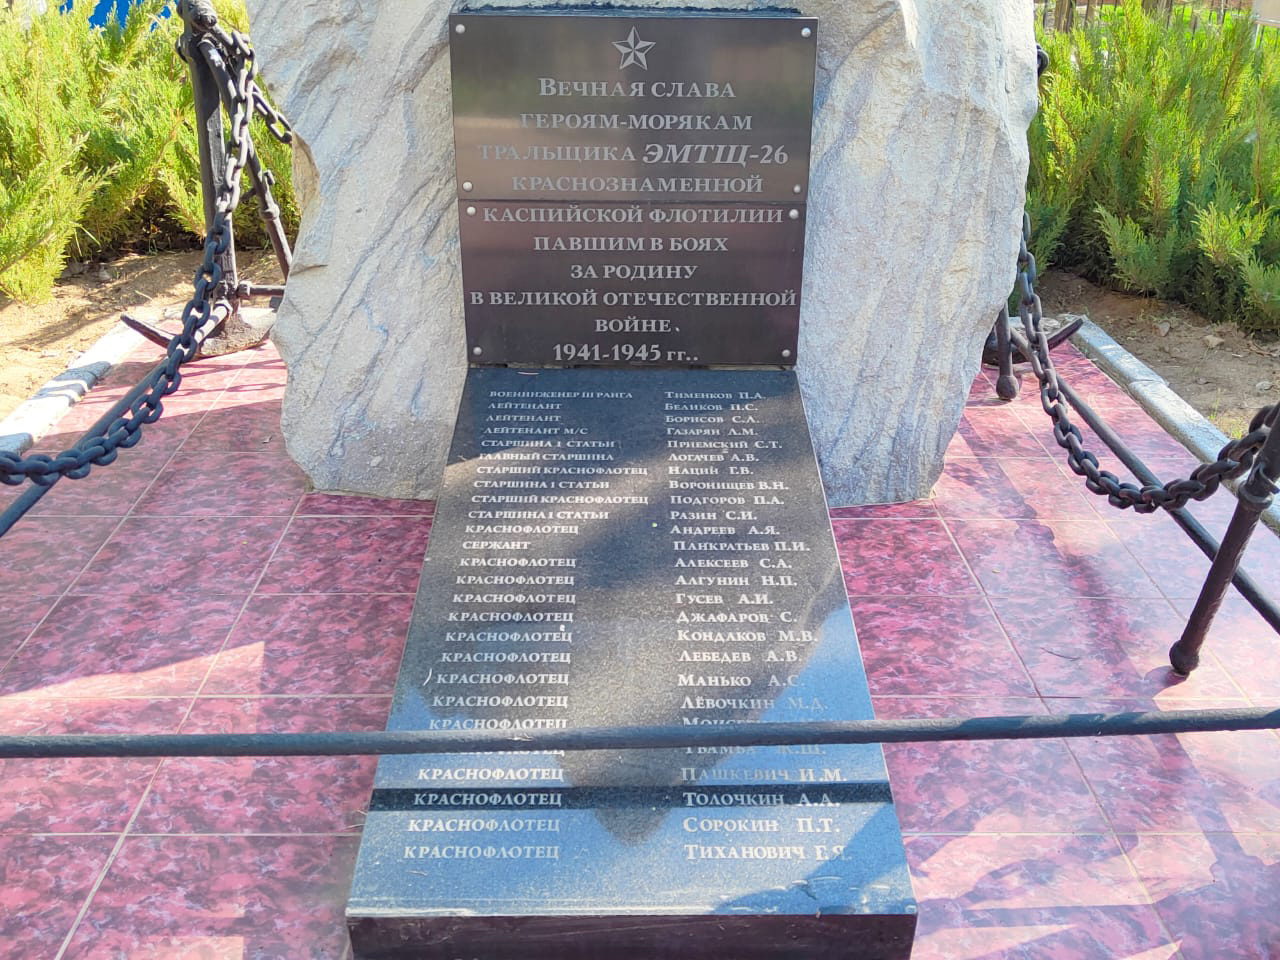 Вечная слава
героям-морякам
тральщика ЭМТЩ-26
краснознаменной
каспийской флотилии
павшим в боях
за родину
в великой отечественной
войне.
1941-1945 гг..
военинженер III ранга Тименков П.А.
лейтенант Беликов П.С.
лейтенант Борисов С.Л.
лейтенант м/с Газарян Л.М.
старшина 1 статьи Приемский С.Т.
главный старшина Логачев А.В.
старший краснофлотец Наций Г.В.
старшина 1 статьи Воронищев В.Н.
старший краснофлотец Подгоров П.А.
старшина 1 статьи Разин С.И.
краснофлотец Андреев А.Я.
сержант Панкратьев П.И.
краснофлотец Алексеев С.А.
краснофлотец Алгунин Н.П.
краснофлотец Гусев А.И.
краснофлотец Джафаров С.
краснофлотец Кондаков М.В.
краснофлотец Лебедев А.В.
краснофлотец Манько А.С.
краснофлотец Лёвочкин М.Д.
краснофлотец
краснофлотец
краснофлотец Пашкевич И.М.
краснофлотец Толочкин А.А.
краснофлотец Сорокин П.Т.
краснофлотец Тиханович Г.Я.